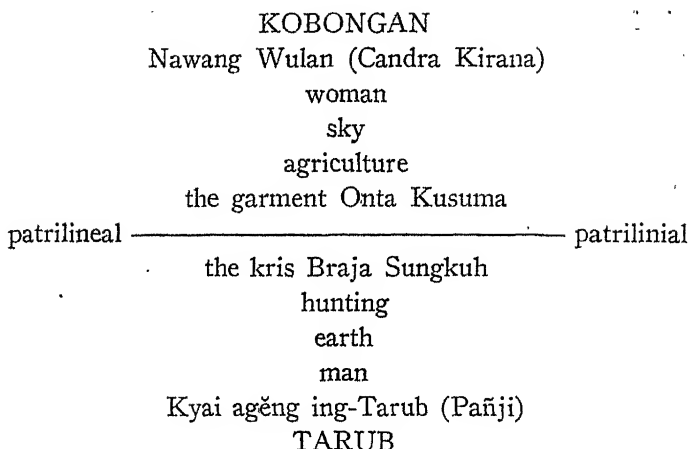 KOBONGAN
Nawang Wulan (Candra Kirana)
woman
sky
agriculture
the garment Onta Kusuma
patrilineal ———————————— patrilinial
the kris Braja Sungkuh
hunting
earth
man
Kyai agĕng ing-Tarub (Pañji)
TARUB